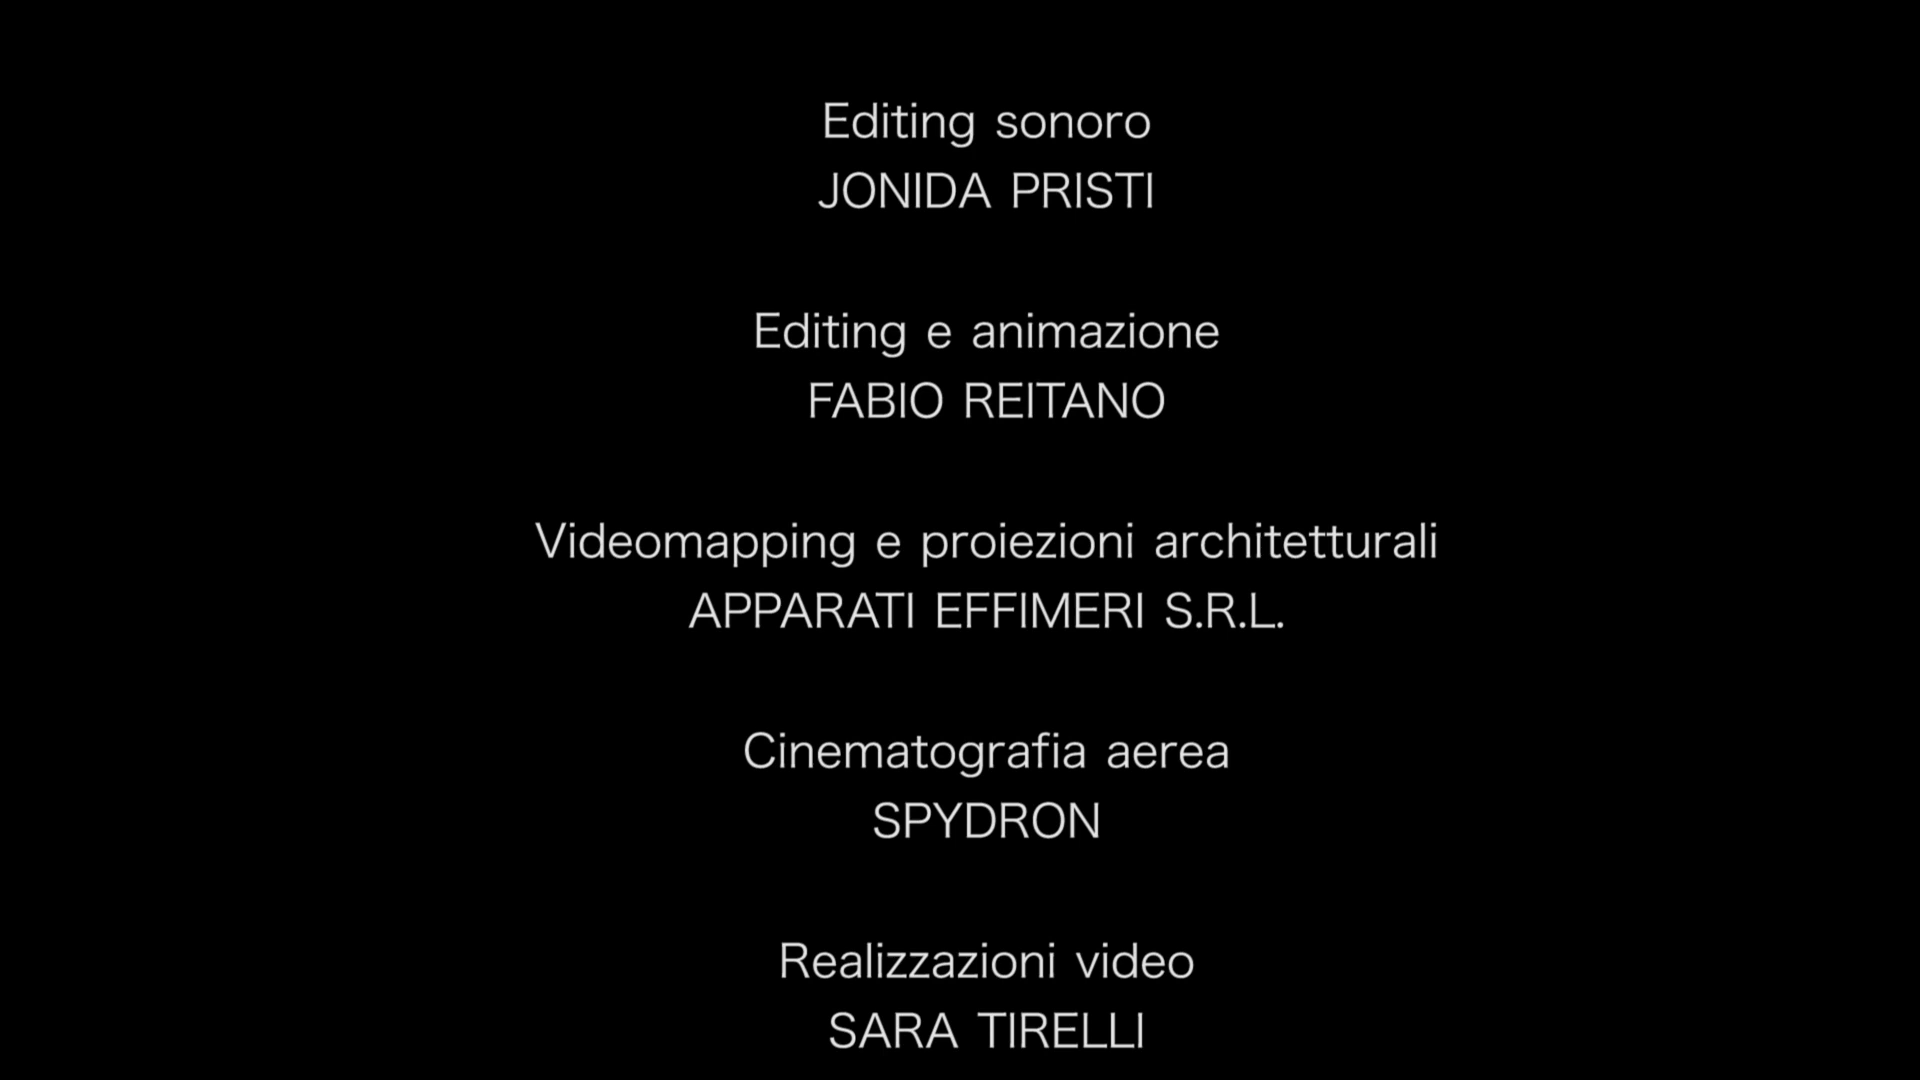 Editing sonoro
JONIDA PRISTI
Editing e animazione
FABIO REITANO
Videomapping e proiezioni architetturali
APPARATI EFFIMERI S.R.L.
Cinematografia aerea
SPYDRON
Realizzazioni video
SARA TIRELLI